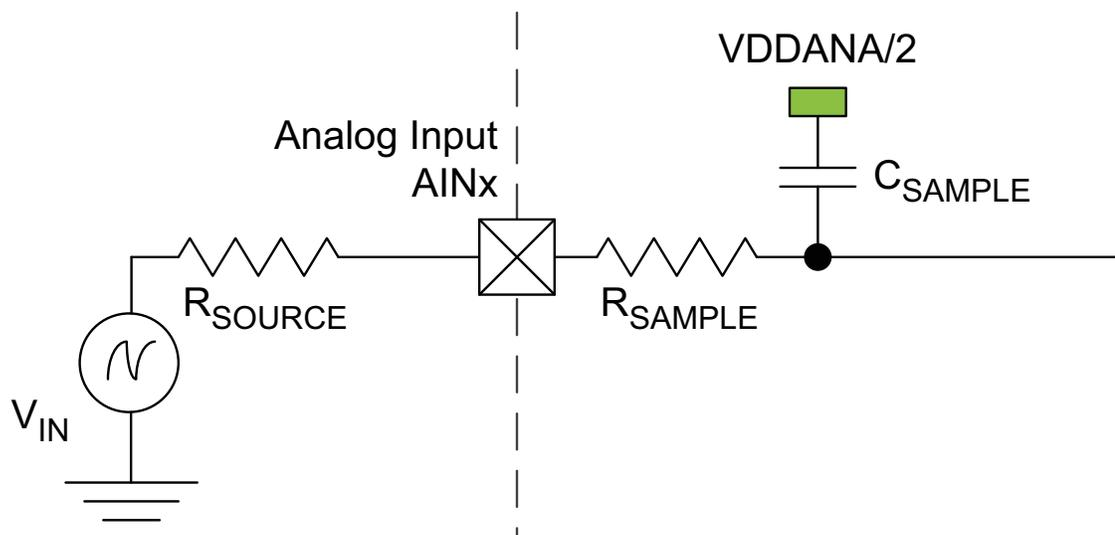 VDDANA/2
Analog Input
AINx
CSAMPLE
RSOURCE
RSAMPLE
VIN